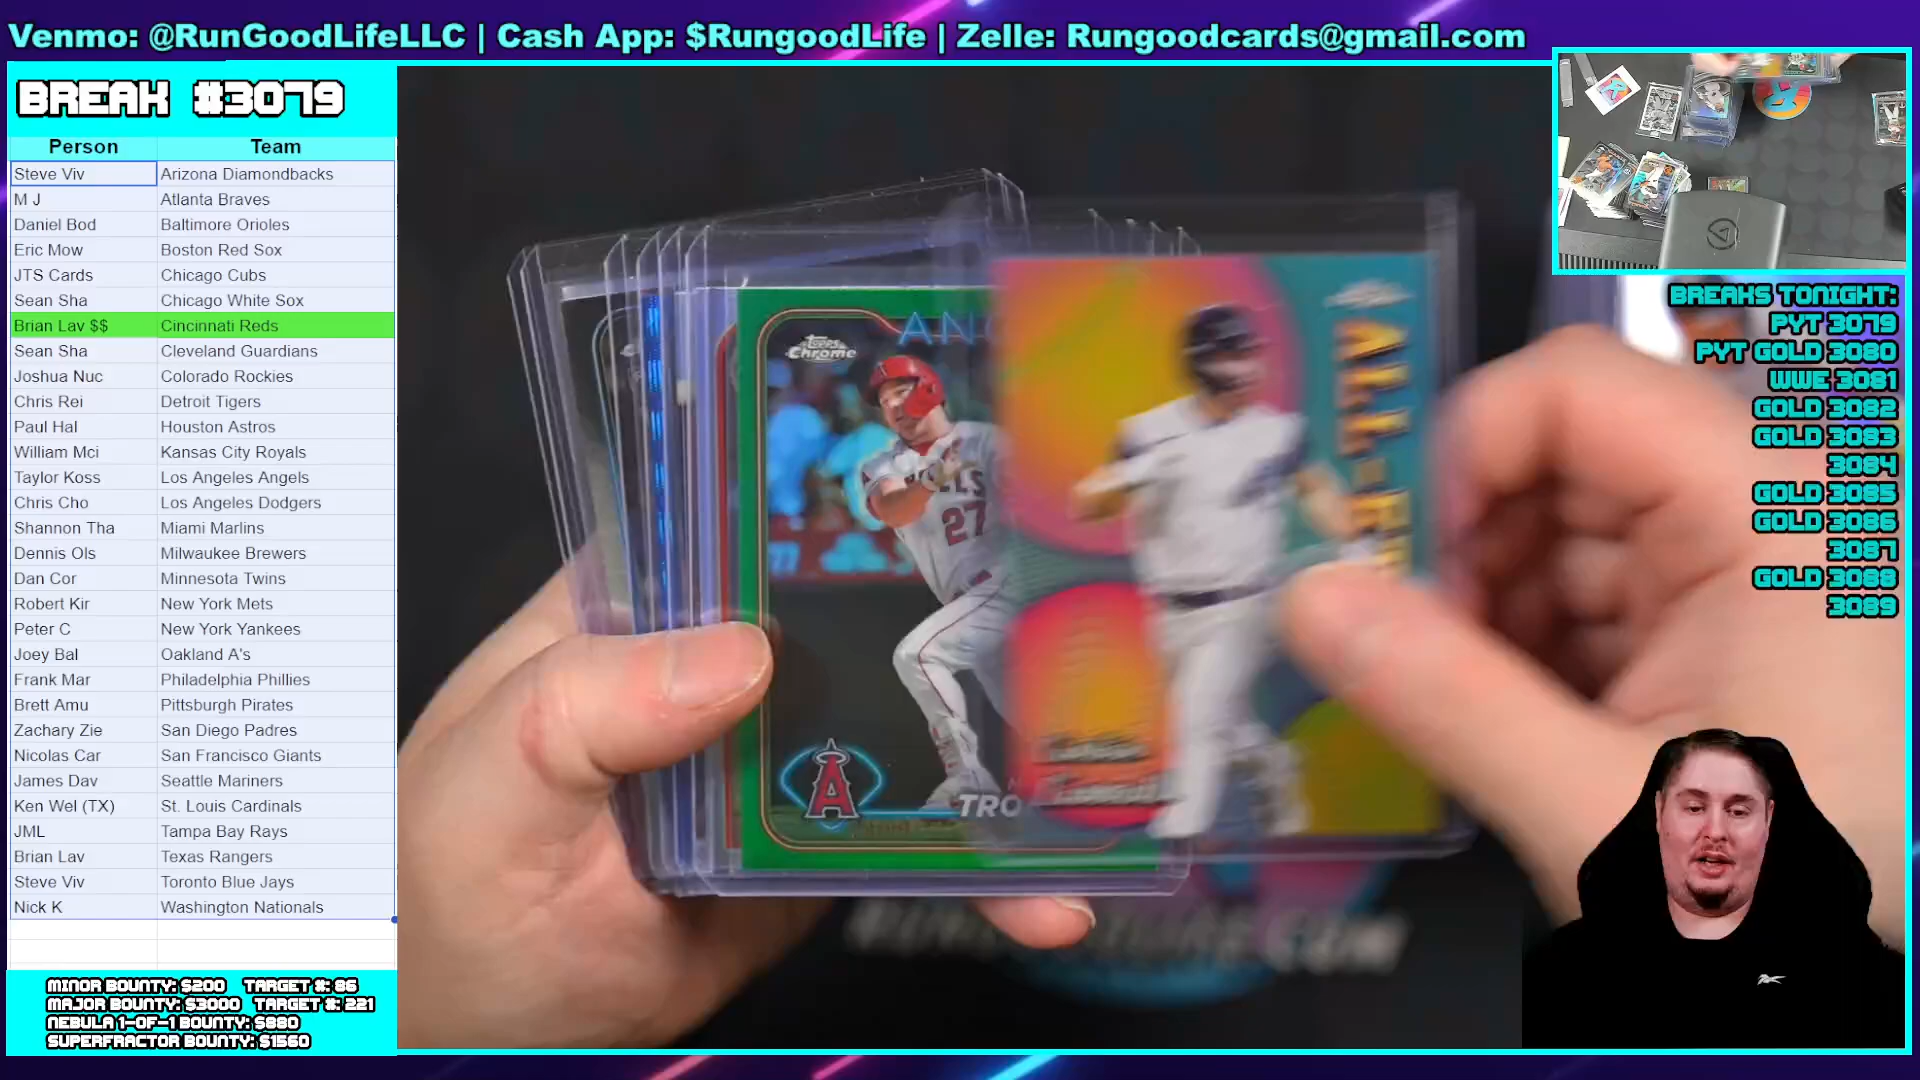 Venmo: @RunGoodLifeLLC | Cash App: $RungoodLife | Zelle: Rungoodcards@gmail.com
BREAK #3079
Person Team
Steve Viv Arizona Diamondbacks
M J Atlanta Braves
Daniel Bod Baltimore Orioles
Eric Mow Boston Red Sox
JTS Cards Chicago Cubs
Sean Sha Chicago White Sox
Brian Lav $$ Cincinnati Reds
Sean Sha Cleveland Guardians
Joshua Nuc Colorado Rockies
Chris Rei Detroit Tigers
Paul Hal Houston Astros
William Mci Kansas City Royals
Taylor Koss Los Angeles Angels
Chris Cho Los Angeles Dodgers
Shannon Tha Miami Marlins
Dennis Ols Milwaukee Brewers
Dan Cor Minnesota Twins
Robert Kir New York Mets
Peter C New York Yankees
Joey Bal Oakland A's
Frank Mar Philadelphia Phillies
Brett Amu Pittsburgh Pirates
Zachary Zie San Diego Padres
Nicolas Car San Francisco Giants
James Dav Seattle Mariners
Ken Wel (TX) St. Louis Cardinals
JML Tampa Bay Rays
Brian Lav Texas Rangers
Steve Viv Toronto Blue Jays
Nick K Washington Nationals
MINOR BOUNTY: $200 TARGET #: 86
MAJOR BOUNTY: $3000 TARGET #: 221
NEBULA 1-OF-1 BOUNTY: $880
SUPERFRACTOR BOUNTY: $1560
ANG
Topps
Chrome
27
A
TRO
ALL-E
BREAKS TONIGHT:
PYT 3079
PYT GOLD 3080
WWE 3081
GOLD 3082
GOLD 3083
3084
GOLD 3085
GOLD 3086
3087
GOLD 3088
3089